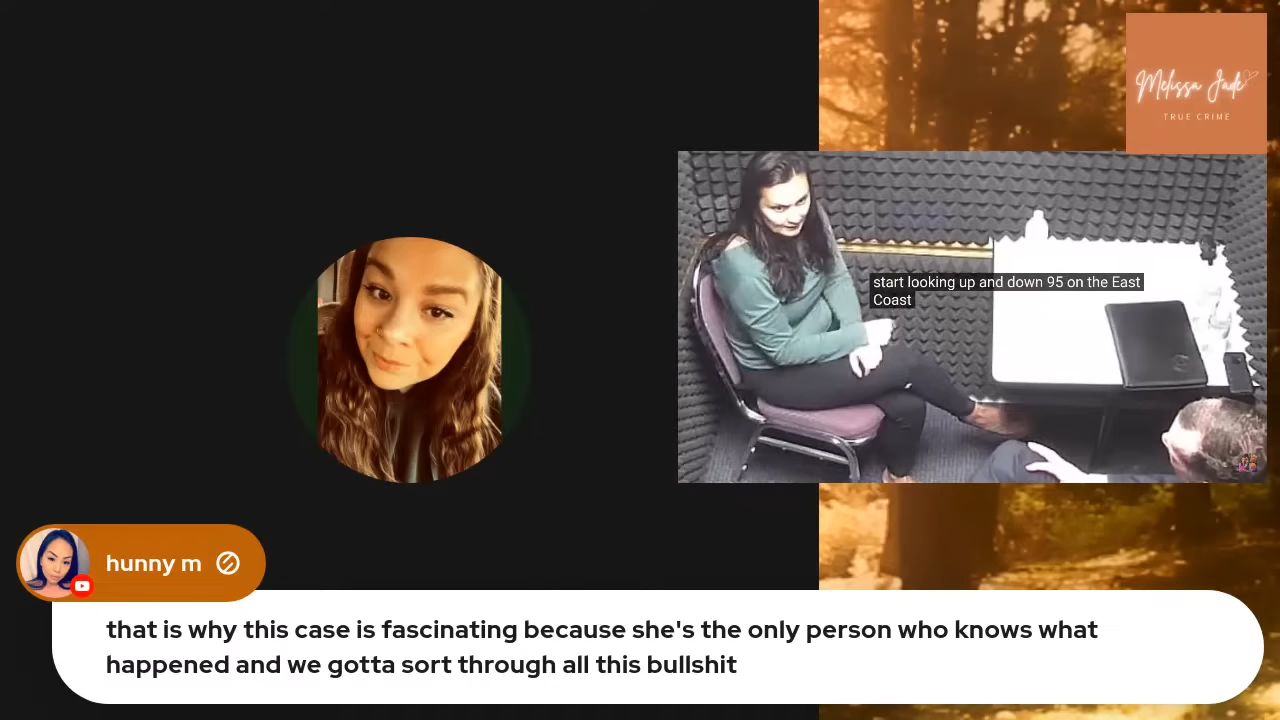 Melissa Jade
TRUE CRIME
start looking up and down 95 on the East
Coast
hunny m
that is why this case is fascinating because she's the only person who knows what
happened and we gotta sort through all this bullshit